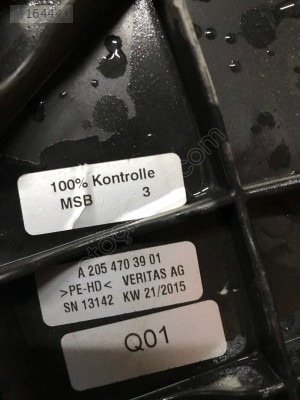 100% Kontrolle
MSB 3
A 205 470 39 01
>PE-HD< VERITAS AG
SN 13142 KW 21/2015
Q01